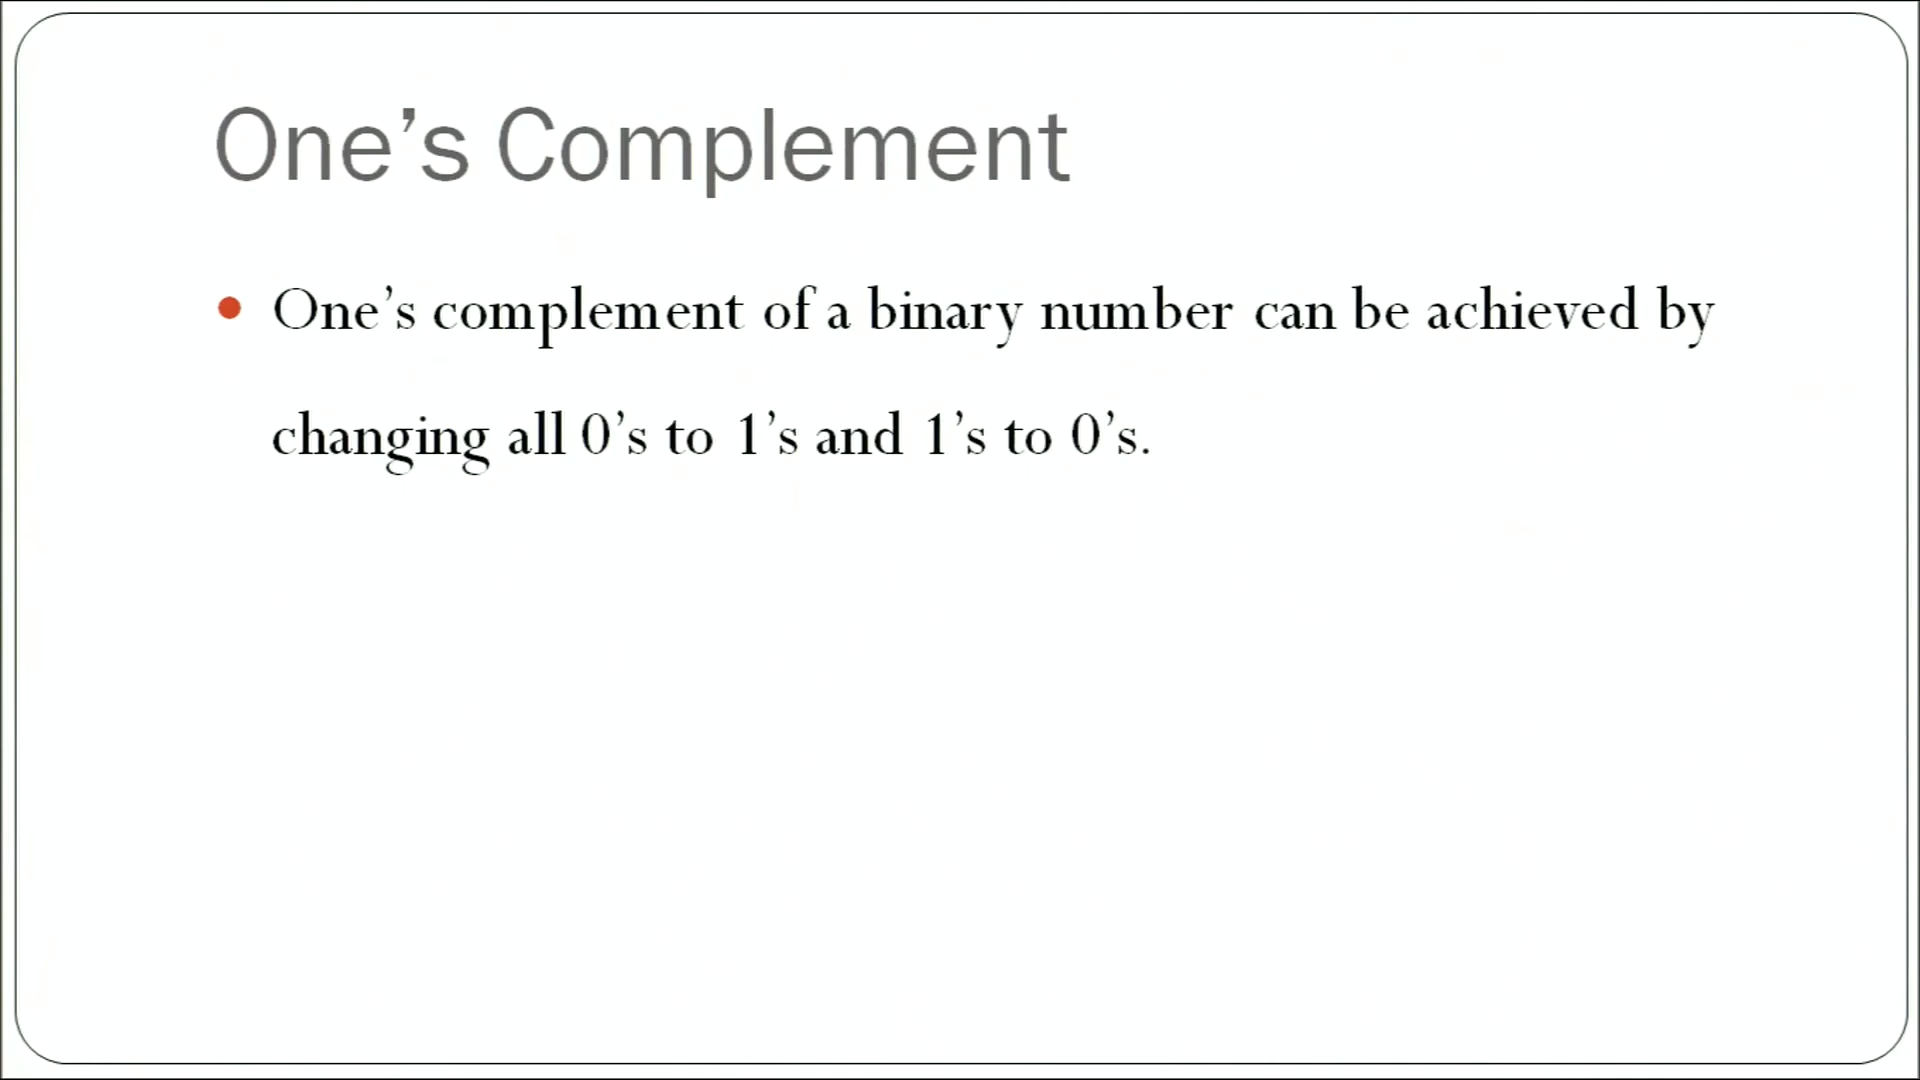 One’s Complement
One’s complement of a binary number can be achieved by
changing all 0’s to 1’s and 1’s to 0’s.